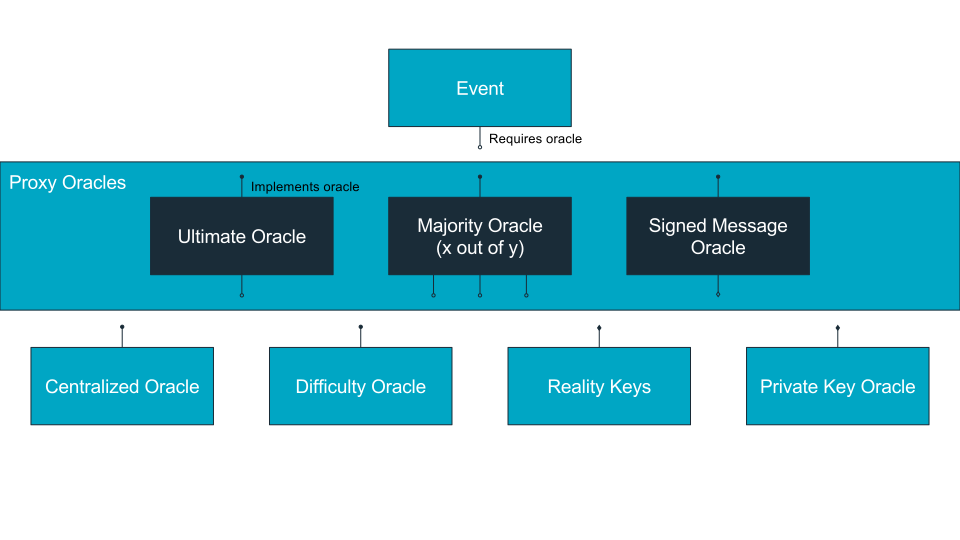 Event
Requires oracle
Proxy Oracles
Implements oracle
Ultimate Oracle
Majority Oracle
(x out of y)
Signed Message
Oracle
Centralized Oracle
Difficulty Oracle
Reality Keys
Private Key Oracle